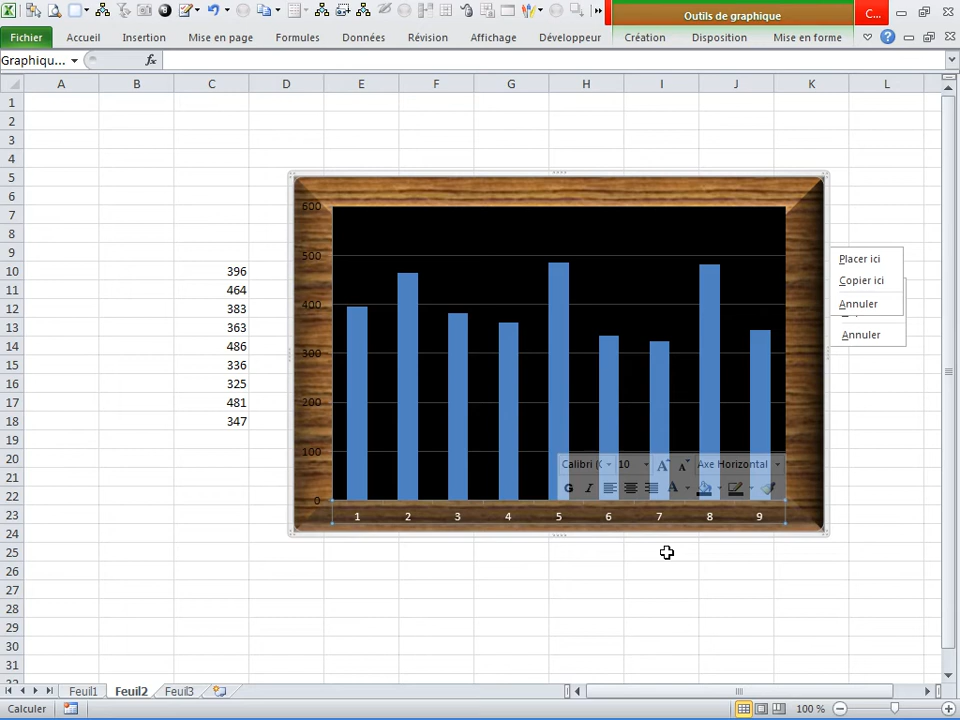 Outils de graphique
C...
Fichier Accueil Insertion Mise en page Formules Données Révision Affichage Développeur Création Disposition Mise en forme
Graphiqu... fx
A B C D E F G H I J K L
1
2
3
4
5
6
600
7
8
500
9
Placer ici
10 396
Copier ici
11 464
400
Annuler
12 383
13 363
Annuler
14 486
300
15 336
16 325
17 481
200
18 347
19
100
20
Calibri (C 10 A A Axe Horizontal
21
G I A
22
0
23 1 2 3 4 5 6 7 8 9
24
25
26
27
28
29
30
31
Feuil1 Feuil2 Feuil3
Calculer 100 %